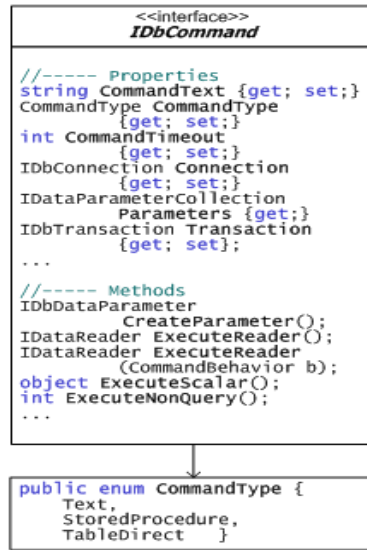 <<interface>>
IDbCommand
//----- Properties
string CommandText {get; set;}
CommandType CommandType
{get; set;}
int CommandTimeout
{get; set;}
IDbConnection Connection
{get; set;}
IDataParameterCollection
Parameters {get;}
IDbTransaction Transaction
{get; set};
...
//----- Methods
IDbDataParameter
CreateParameter();
IDataReader ExecuteReader();
IDataReader ExecuteReader
(CommandBehavior b);
object ExecuteScalar();
int ExecuteNonQuery();
...
public enum CommandType {
Text,
StoredProcedure,
TableDirect }